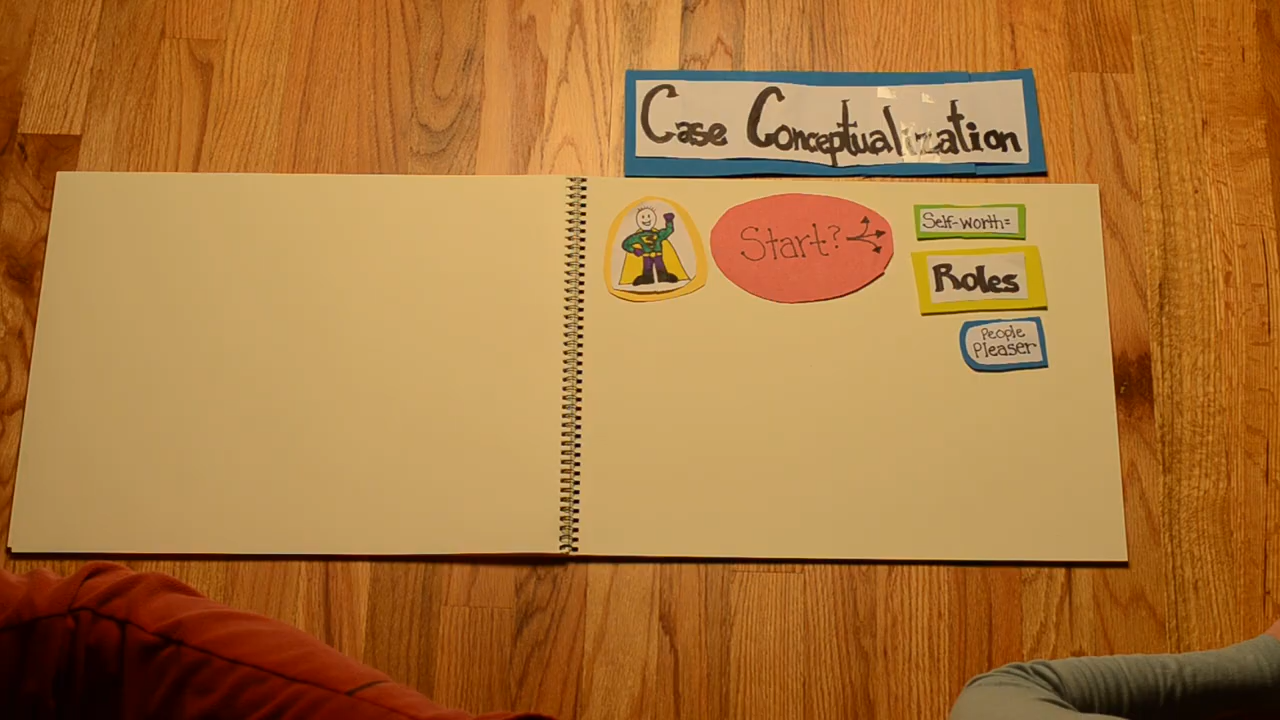 Case Conceptualization
Start?
Self-worth=
Roles
People
Pleaser